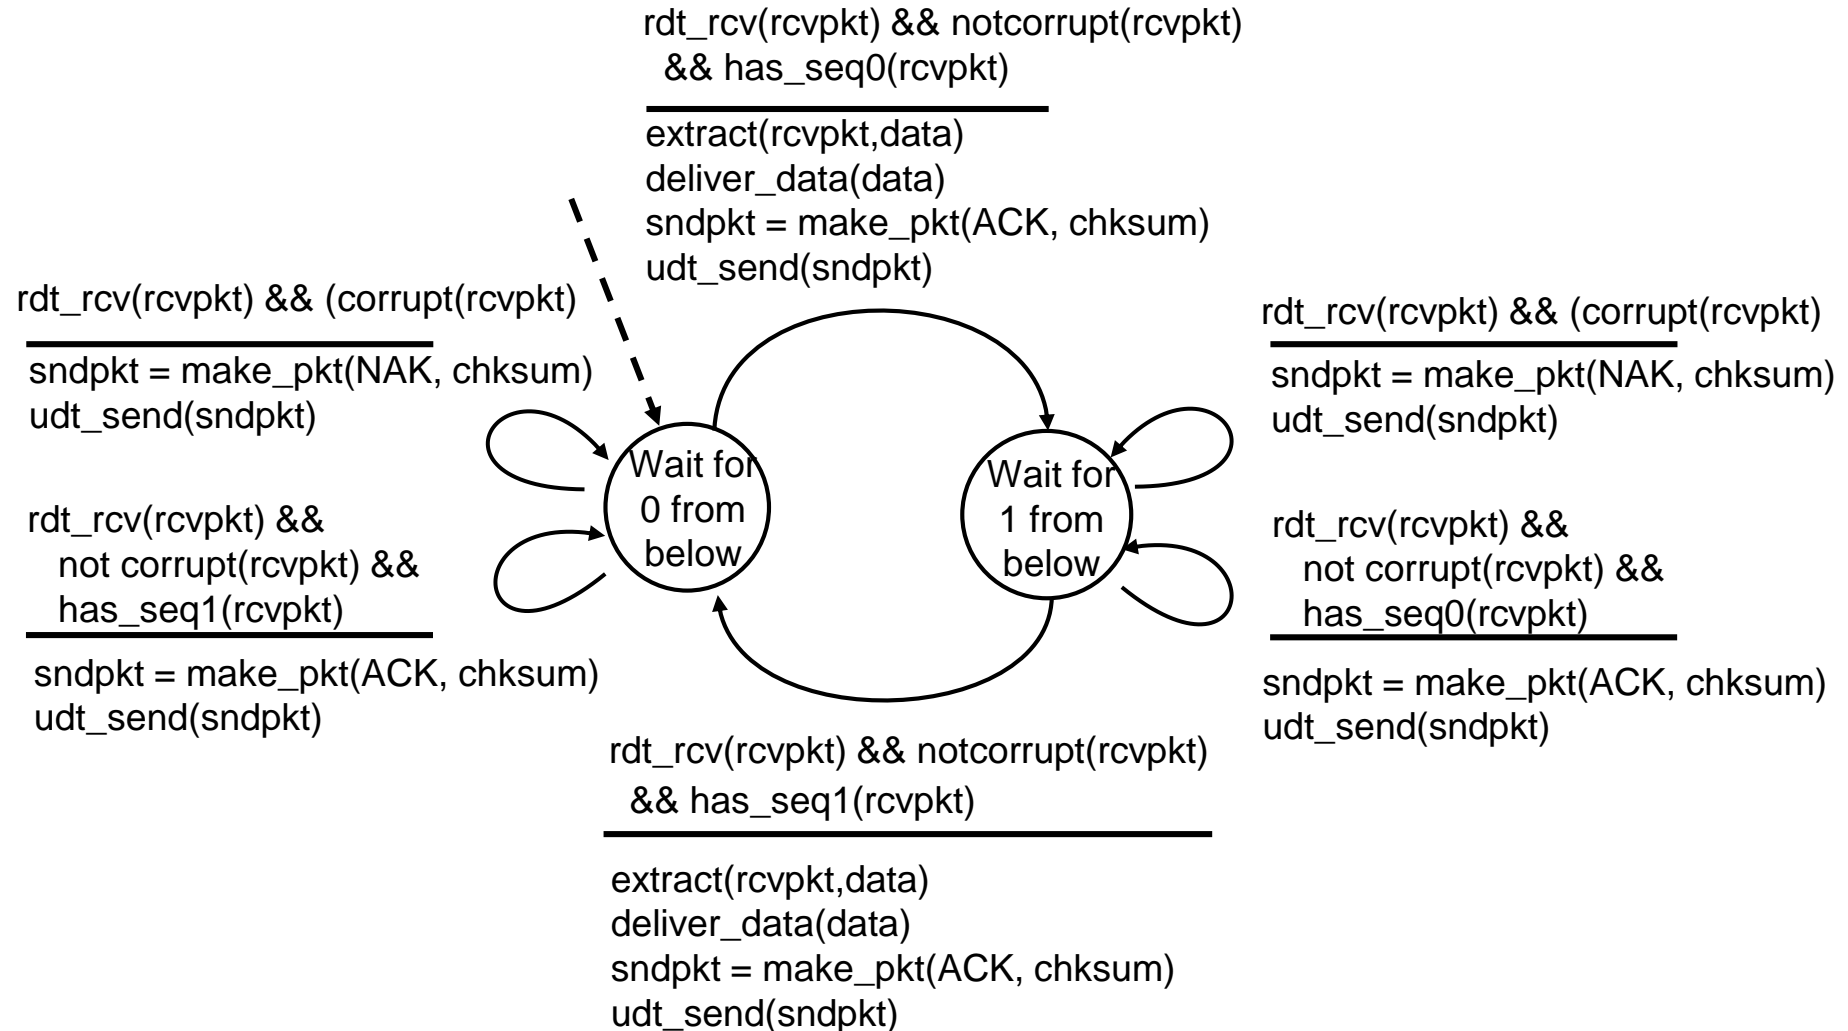 rdt_rcv(rcvpkt) && notcorrupt(rcvpkt)
&& has_seq0(rcvpkt)
extract(rcvpkt,data)
deliver_data(data)
sndpkt = make_pkt(ACK, chksum)
udt_send(sndpkt)
rdt_rcv(rcvpkt) && (corrupt(rcvpkt)
sndpkt = make_pkt(NAK, chksum)
udt_send(sndpkt)
rdt_rcv(rcvpkt) &&
not corrupt(rcvpkt) &&
has_seq1(rcvpkt)
sndpkt = make_pkt(ACK, chksum)
udt_send(sndpkt)
Wait for
0 from
below
Wait for
1 from
below
rdt_rcv(rcvpkt) && (corrupt(rcvpkt)
sndpkt = make_pkt(NAK, chksum)
udt_send(sndpkt)
rdt_rcv(rcvpkt) &&
not corrupt(rcvpkt) &&
has_seq0(rcvpkt)
sndpkt = make_pkt(ACK, chksum)
udt_send(sndpkt)
rdt_rcv(rcvpkt) && notcorrupt(rcvpkt)
&& has_seq1(rcvpkt)
extract(rcvpkt,data)
deliver_data(data)
sndpkt = make_pkt(ACK, chksum)
udt_send(sndpkt)